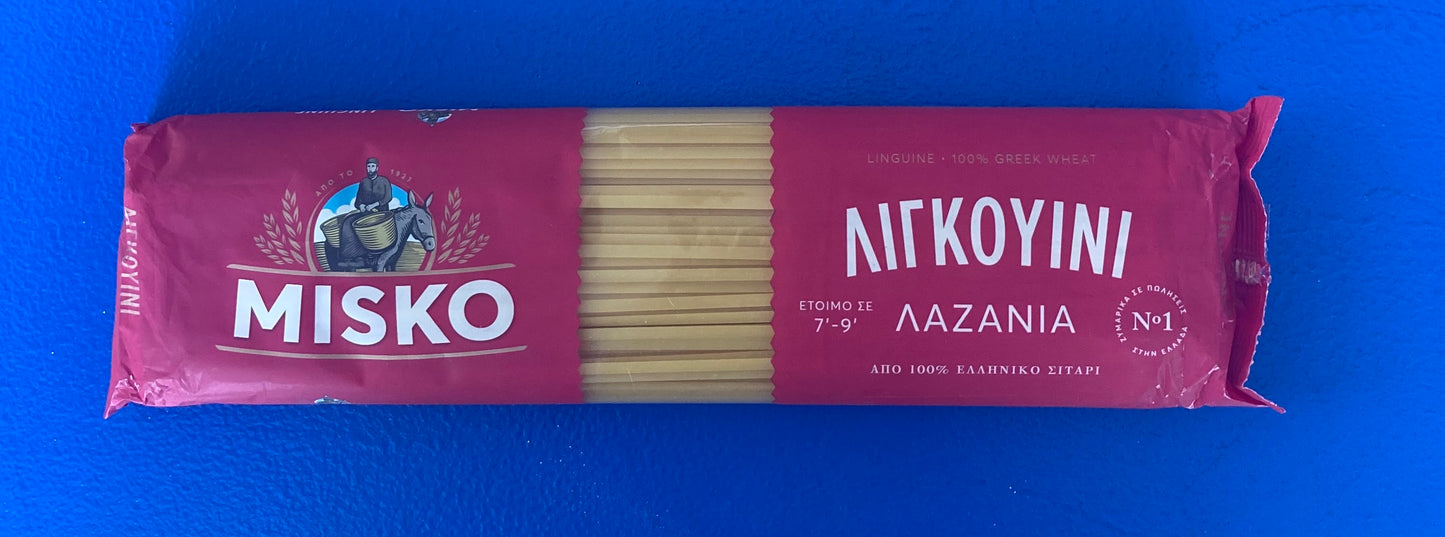 ΛΙΓΚΟΥΙΝΙ
ΑΠΟ ΤΟ 1927
MISKO
LINGUINE • 100% GREEK WHEAT
ΛΙΓΚΟΥΙΝΙ
ΕΤΟΙΜΟ ΣΕ
7'-9'
ΛΑΖΑΝΙΑ
ΑΠΟ 100% ΕΛΛΗΝΙΚΟ ΣΙΤΑΡΙ
ΖΥΜΑΡΙΚΑ ΣΕ ΠΩΛΗΣΕΙΣ
Nº1
ΣΤΗΝ ΕΛΛΑΔΑ